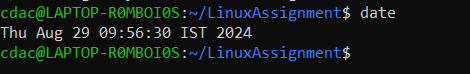 cdac@LAPTOP-R0MBOI0S:~/LinuxAssignment$ date
Thu Aug 29 09:56:30 IST 2024
cdac@LAPTOP-R0MBOI0S:~/LinuxAssignment$